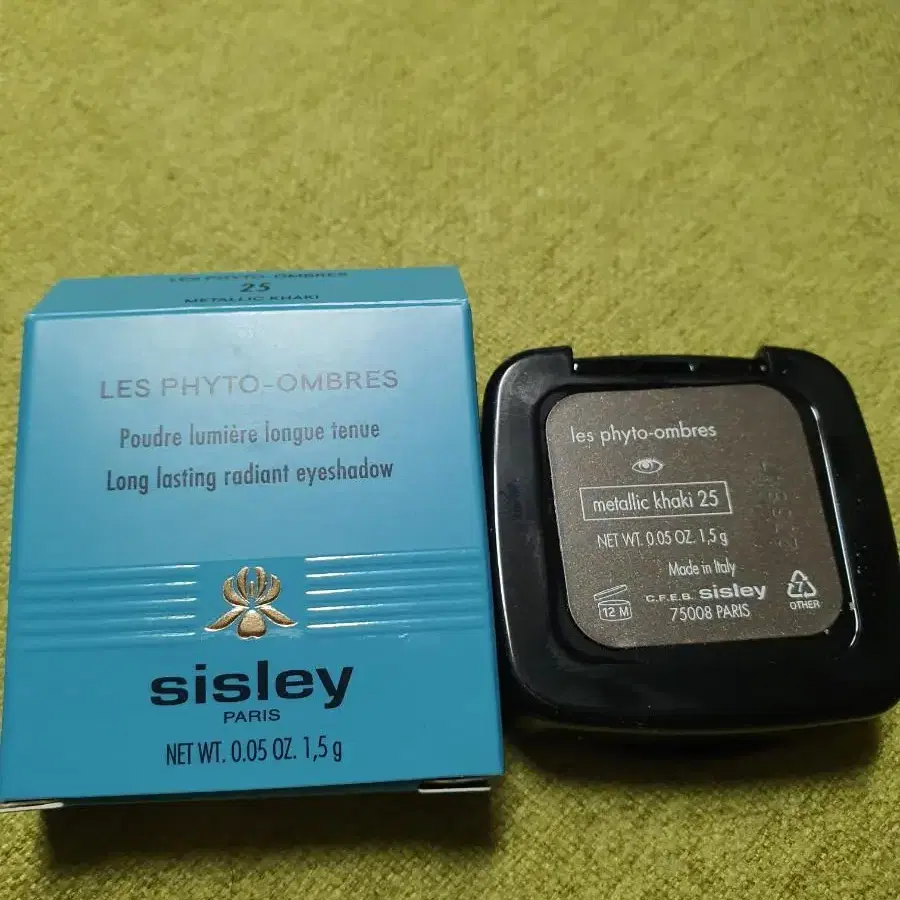 LES PHYTO-OMBRES
25
METALLIC KHAKI
LES PHYTO-OMBRES
Poudre lumière longue tenue
Long lasting radiant eyeshadow
sisley
PARIS
NET WT. 0.05 OZ. 1,5 g
les phyto-ombres
metallic khaki 25
NET WT. 0.05 OZ. 1,5 g
Made in Italy
12 M
C.F.E.B. sisley
75008 PARIS
7
OTHER